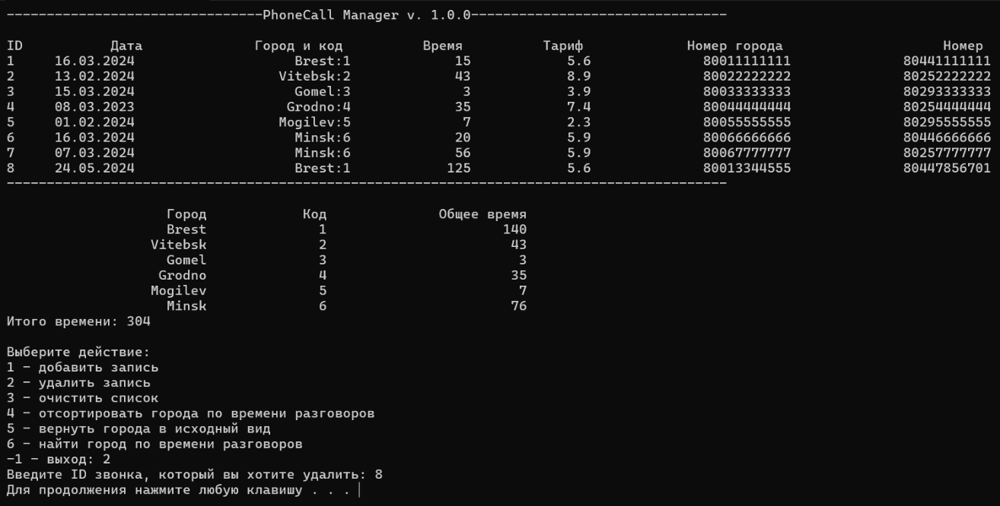 --------------------------------PhoneCall Manager v. 1.0.0--------------------------------
ID Дата Город и код Время Тариф Номер города Номер
1 16.03.2024 Brest:1 15 5.6 80011111111 80441111111
2 13.02.2024 Vitebsk:2 43 8.9 80022222222 80252222222
3 15.03.2024 Gomel:3 3 3.9 80033333333 80293333333
4 08.03.2023 Grodno:4 35 7.4 80044444444 80254444444
5 01.02.2024 Mogilev:5 7 2.3 80055555555 80295555555
6 16.03.2024 Minsk:6 20 5.9 80066666666 80446666666
7 07.03.2024 Minsk:6 56 5.9 80067777777 80257777777
8 24.05.2024 Brest:1 125 5.6 80013344555 80447856701
------------------------------------------------------------------------------------------
Город Код Общее время
Brest 1 140
Vitebsk 2 43
Gomel 3 3
Grodno 4 35
Mogilev 5 7
Minsk 6 76
Итого времени: 304
Выберите действие:
1 - добавить запись
2 - удалить запись
3 - очистить список
4 - отсортировать города по времени разговоров
5 - вернуть города в исходный вид
6 - найти город по времени разговоров
-1 - выход: 2
Введите ID звонка, который вы хотите удалить: 8
Для продолжения нажмите любую клавишу . . .